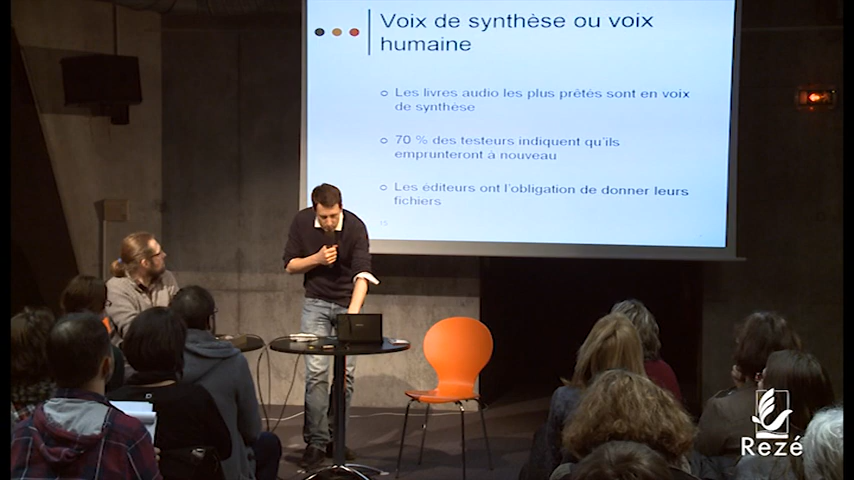 Voix de synthèse ou voix
humaine
Les livres audio les plus prêtés sont en voix
de synthèse
70 % des testeurs indiquent qu'ils
emprunteront à nouveau
Les éditeurs ont l'obligation de donner leurs
fichiers
Rezé